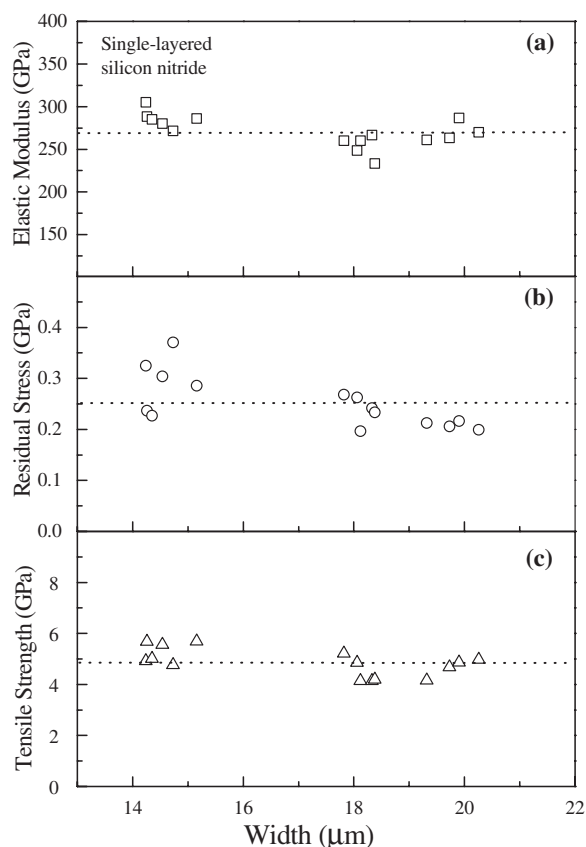 400
350
300
250
200
150
Elastic Modulus (GPa)
Single-layered
silicon nitride
(a)
0.4
0.3
0.2
0.1
0.0
Residual Stress (GPa)
(b)
8
6
4
2
0
Tensile Strength (GPa)
(c)
14 16 18 20 22
Width (μm)